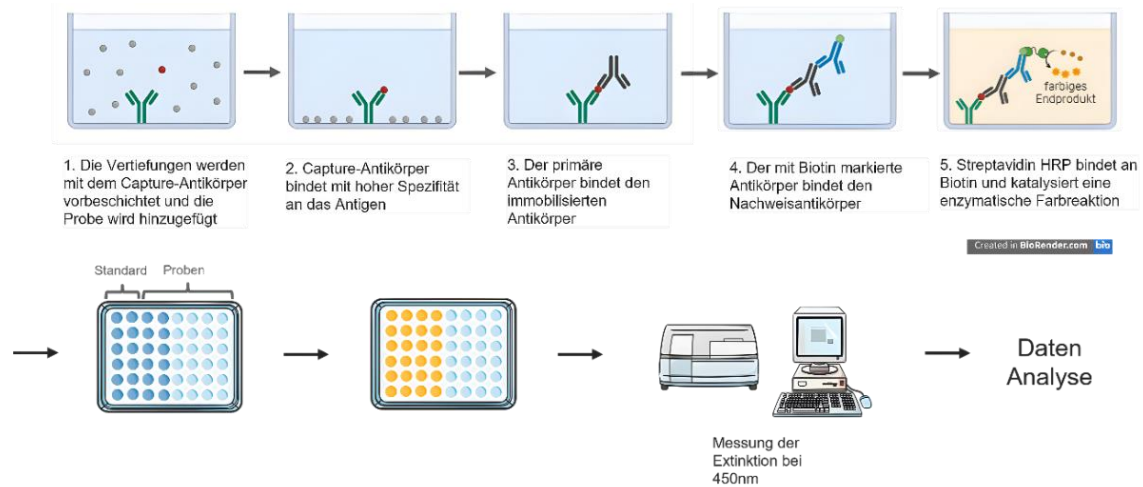 farbiges
Endprodukt
1. Die Vertiefungen werden
mit dem Capture-Antikörper
vorbeschichtet und die
Probe wird hinzugefügt
2. Capture-Antikörper
bindet mit hoher Spezifität
an das Antigen
3. Der primäre
Antikörper bindet den
immobilisierten
Antikörper
4. Der mit Biotin markierte
Antikörper bindet den
Nachweisantikörper
5. Streptavidin HRP bindet an
Biotin und katalysiert eine
enzymatische Farbreaktion
Created in BioRender.com bio
Standard Proben
Daten
Analyse
Messung der
Extinktion bei
450nm